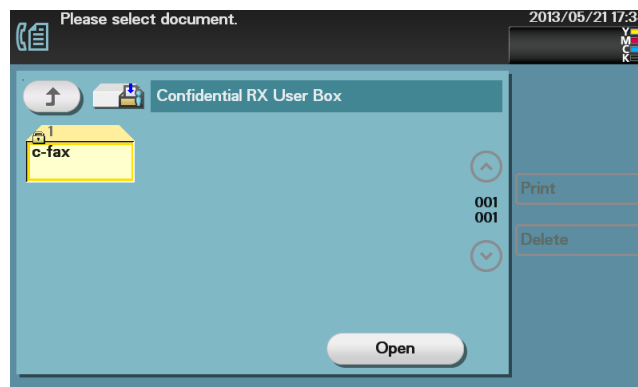 Please select document.
2013/05/21 17:3
Y
M
C
K
Confidential RX User Box
1
c-fax
001
001
Print
Delete
Open